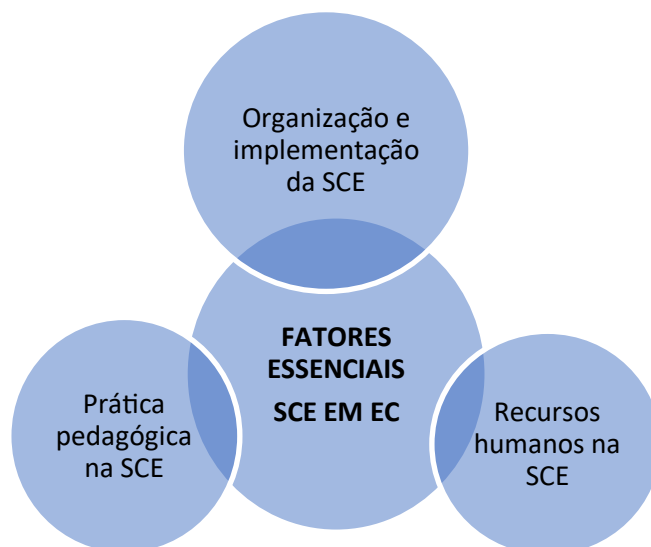 Organização e
implementação
da SCE
FATORES
ESSENCIAIS
SCE EM EC
Prática
pedagógica
na SCE
Recursos
humanos na
SCE